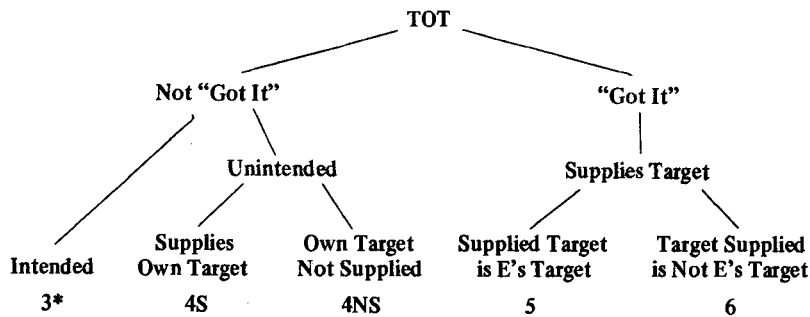 TOT
Not “Got It”
“Got It”
Unintended
Supplies Target
Intended
Supplies
Own Target
Own Target
Not Supplied
Supplied Target
is E's Target
Target Supplied
is Not E's Target
3*
4S
4NS
5
6